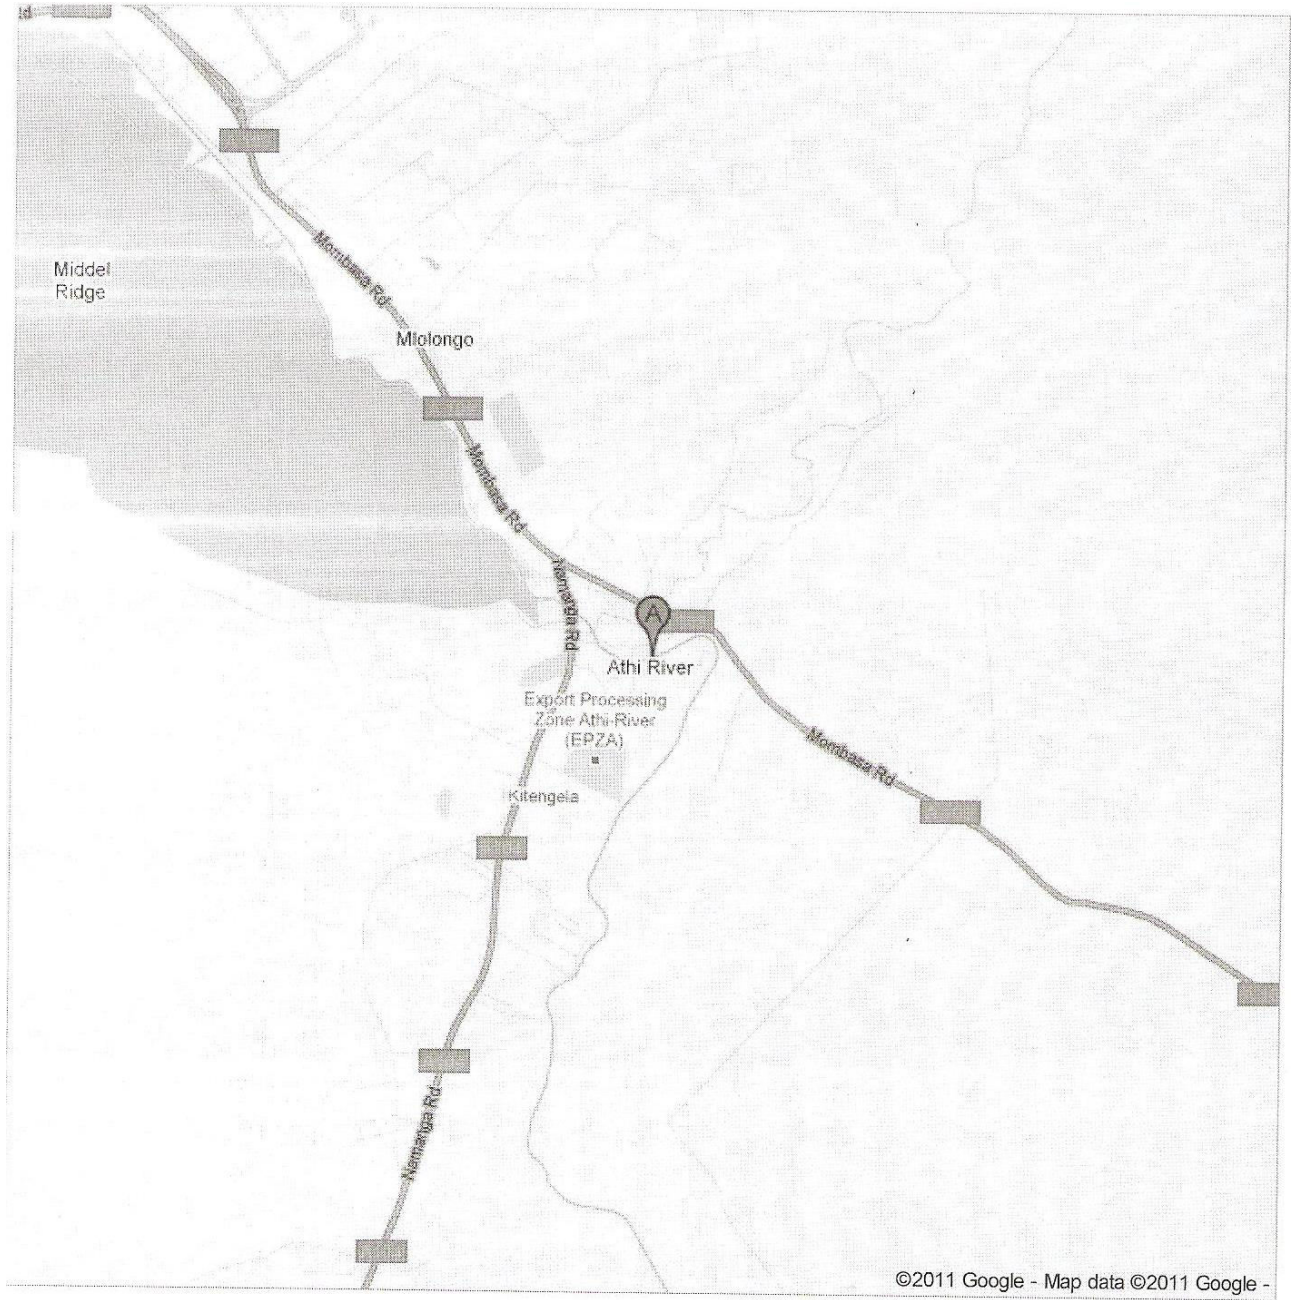 Rd
Mombasa Rd
Middel
Ridge
Mlolongo
Mombasa Rd
Namanga Rd
A
Athi River
Export Processing
Zone Athi-River
(EPZA)
Mombasa Rd
Kitengela
Namanga Rd
©2011 Google - Map data ©2011 Google -